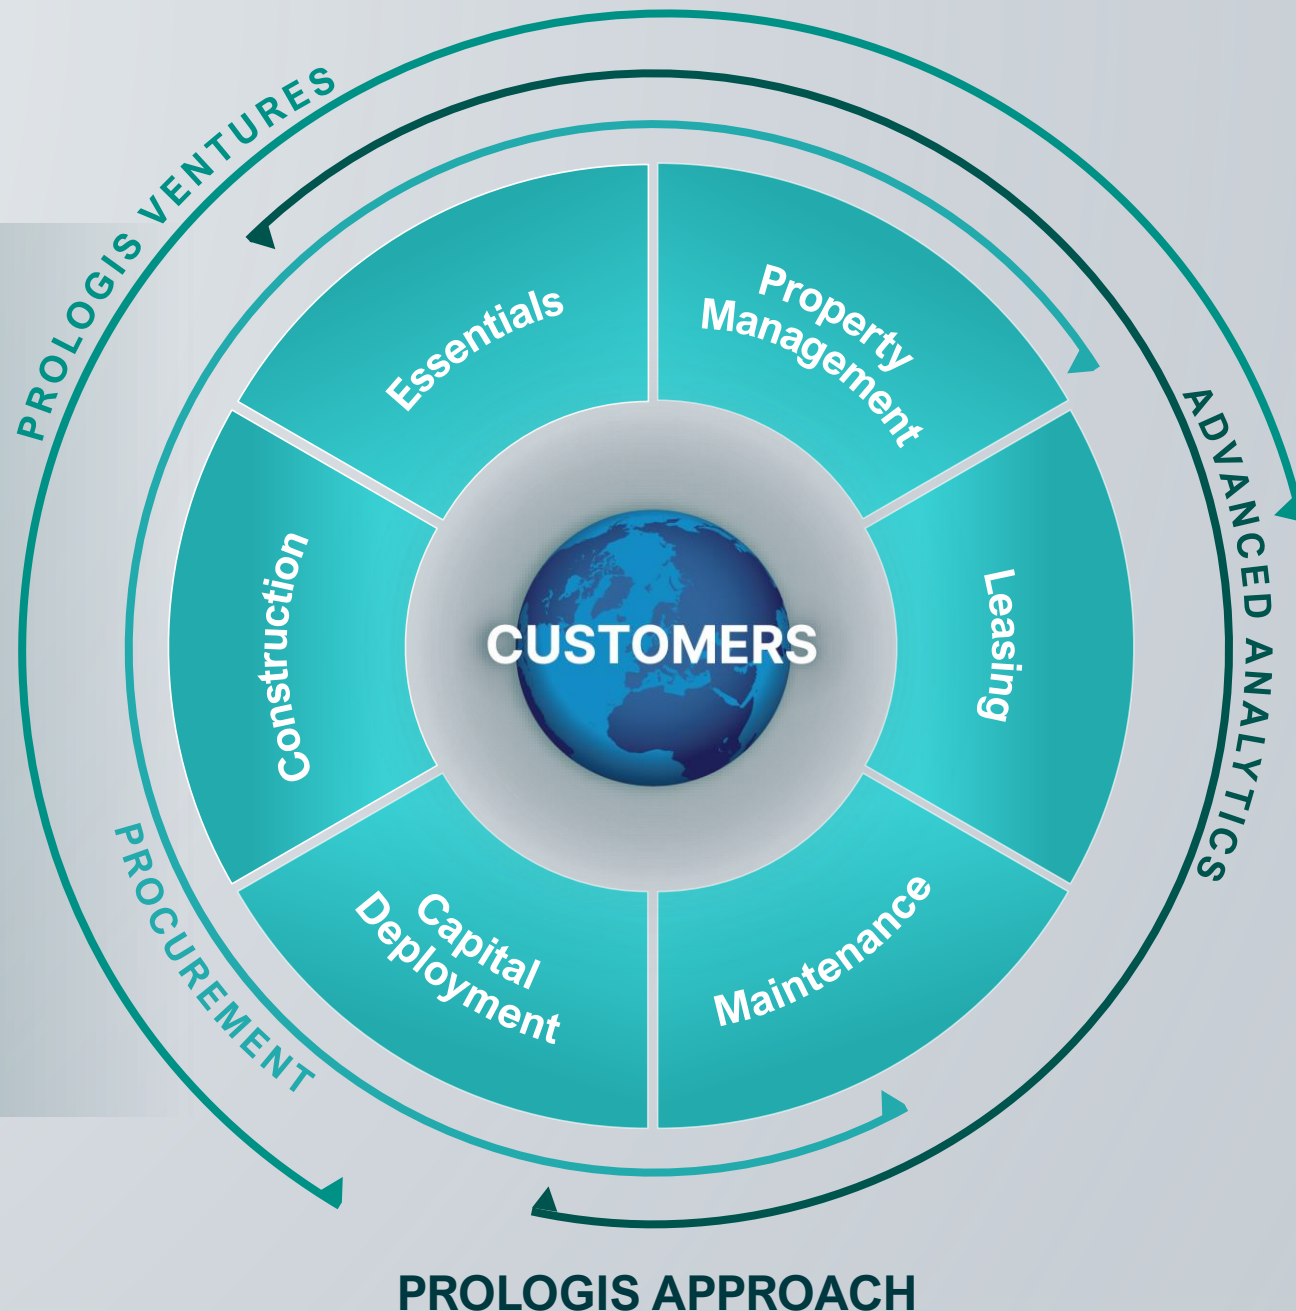 PROLOGIS VENTURES
ADVANCED ANALYTICS
PROCUREMENT
Essentials
Property
Management
Leasing
Maintenance
Capital
Deployment
Construction
CUSTOMERS
PROLOGIS APPROACH